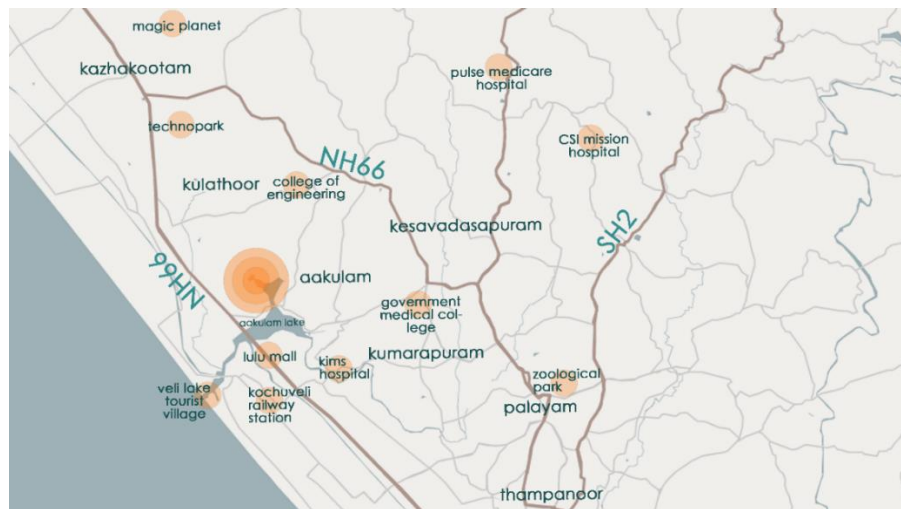 magic planet
kazhakootam
pulse medicare
hospital
technopark
CSI mission
hospital
NH66
kulathoor
college of
engineering
kesavadasapuram
SH2
NH66
aakulam
government
medical col-
lege
aakulam lake
lulu mall
kims
hospital
kumarapuram
zoological
park
veli lake
tourist
village
kochuveli
railway
station
palayam
thampanoor